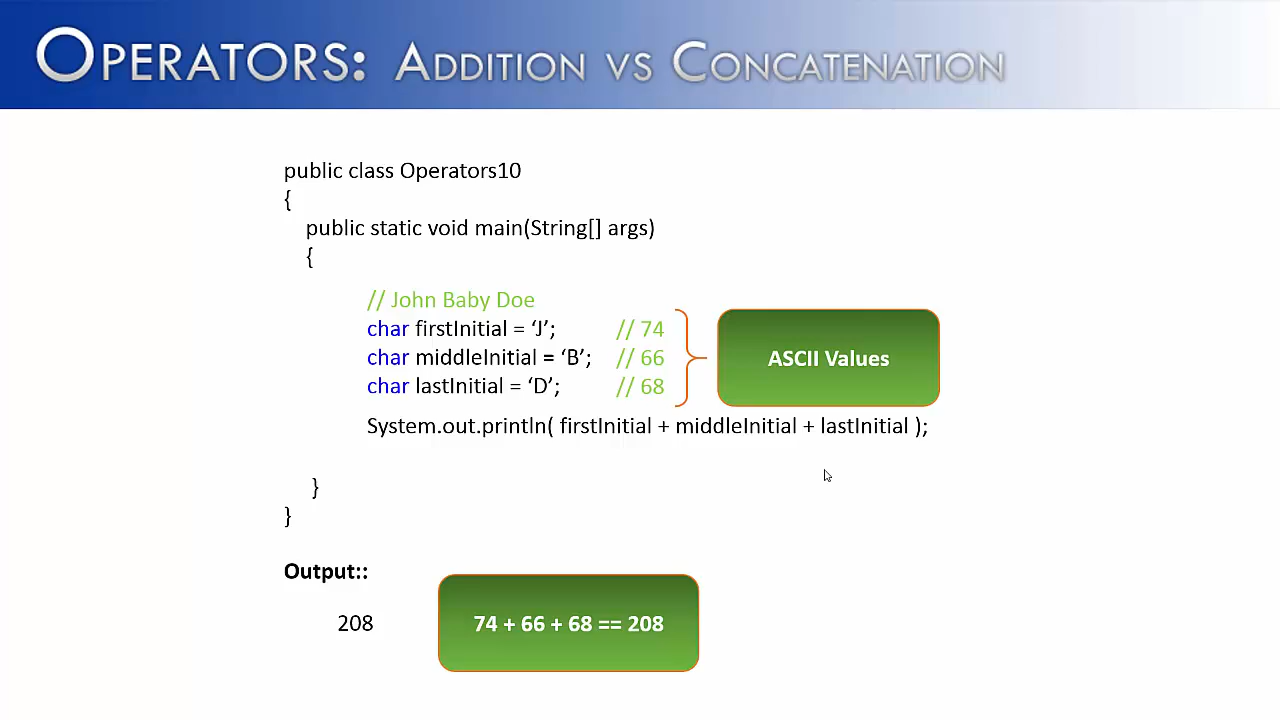 OPERATORS: ADDITION VS CONCATENATION
public class Operators10
{
public static void main(String[] args)
{
// John Baby Doe
char firstInitial = ‘J’; // 74
char middleInitial = ‘B’; // 66
char lastInitial = ‘D’; // 68
ASCII Values
System.out.println( firstInitial + middleInitial + lastInitial );
}
}
Output::
208
74 + 66 + 68 == 208